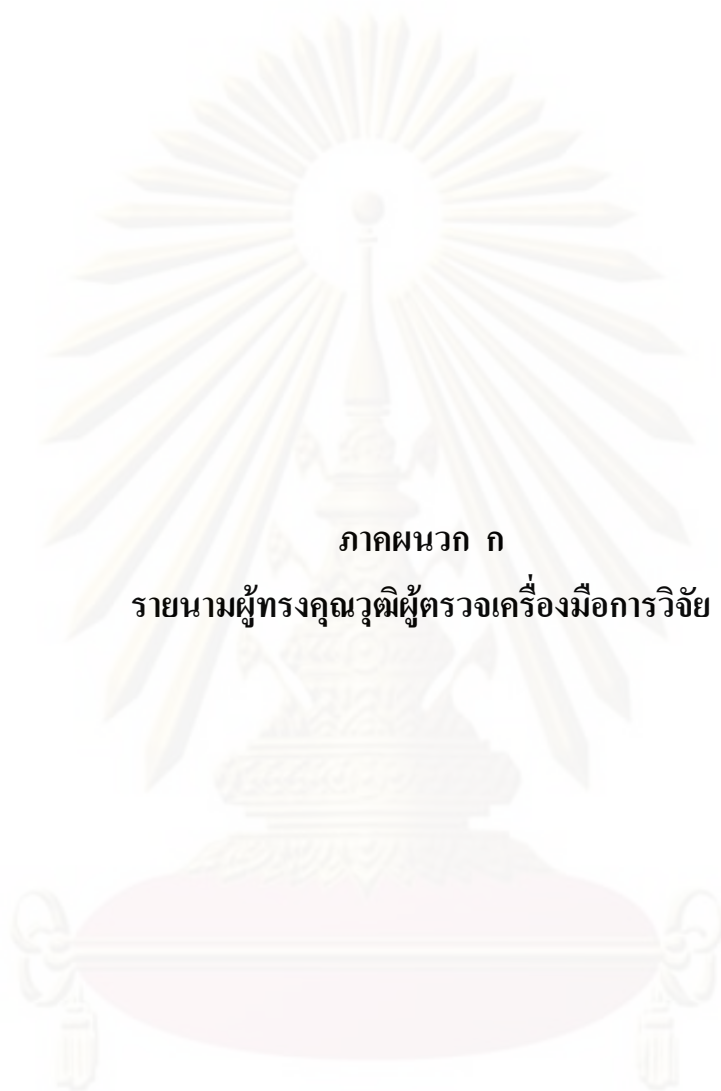 ภาคผนวก ก
รายนามผู้ทรงคุณวุฒิผู้ตรวจเครื่องมือการวิจัย